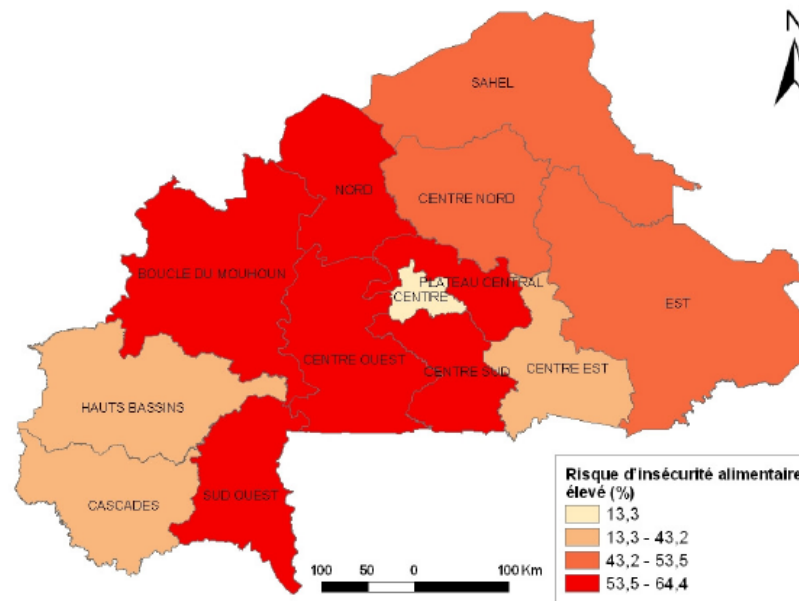 N
SAHEL
NORD
CENTRE NORD
BOUCLE DU MOUHOUN
PLATEAU CENTRAL
CENTRE
EST
CENTRE OUEST
CENTRE SUD
CENTRE EST
HAUTS BASSINS
CASCADES
SUD OUEST
Risque d'insécurité alimentaire
élevé (%)
13,3
13,3 - 43,2
43,2 - 53,5
53,5 - 64,4
100 50 0 100 Km